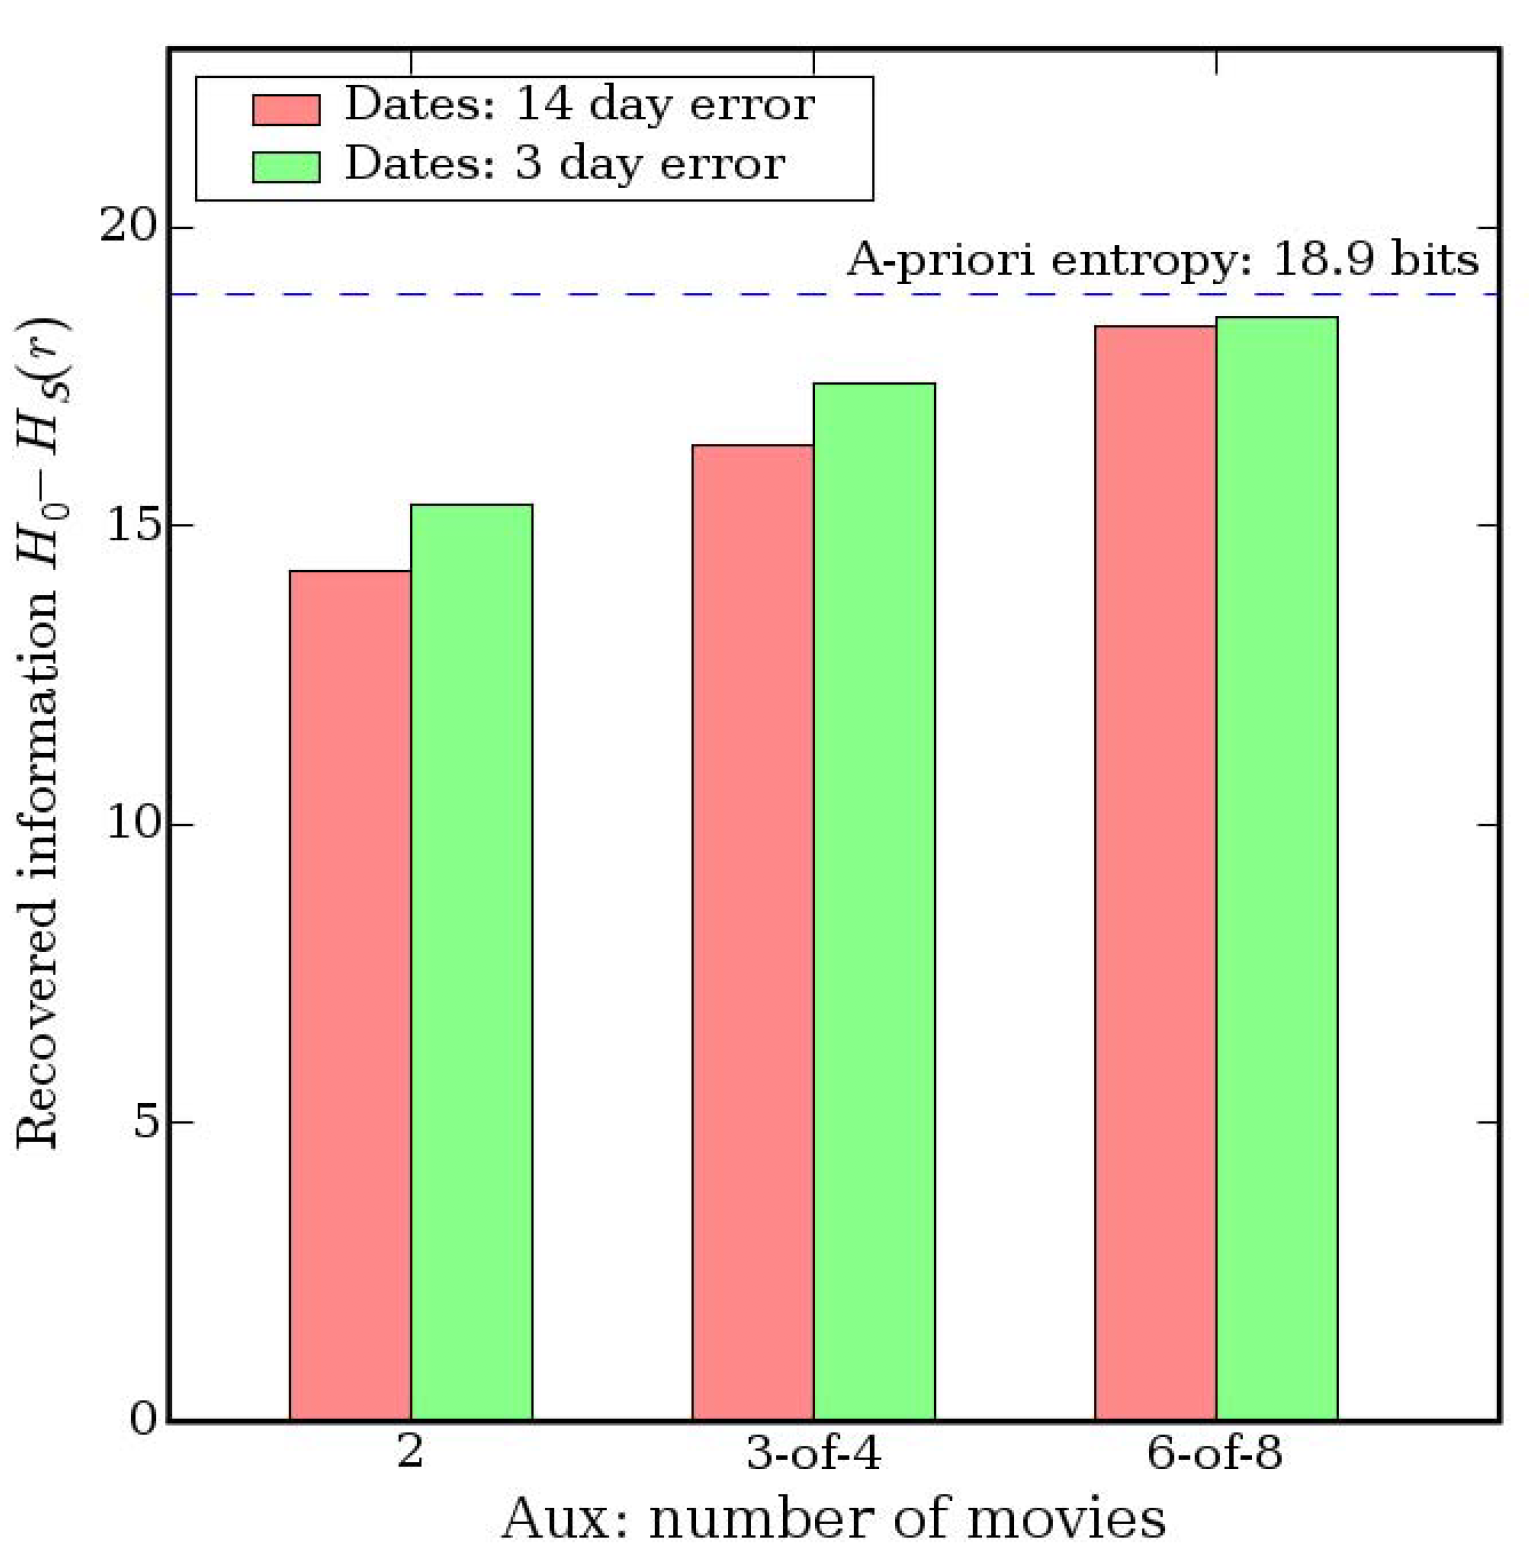 Dates: 14 day error
Dates: 3 day error
20
A-priori entropy: 18.9 bits
15
10
5
0
Recovered information H₀− H_S(r)
2 3-of-4 6-of-8
Aux: number of movies